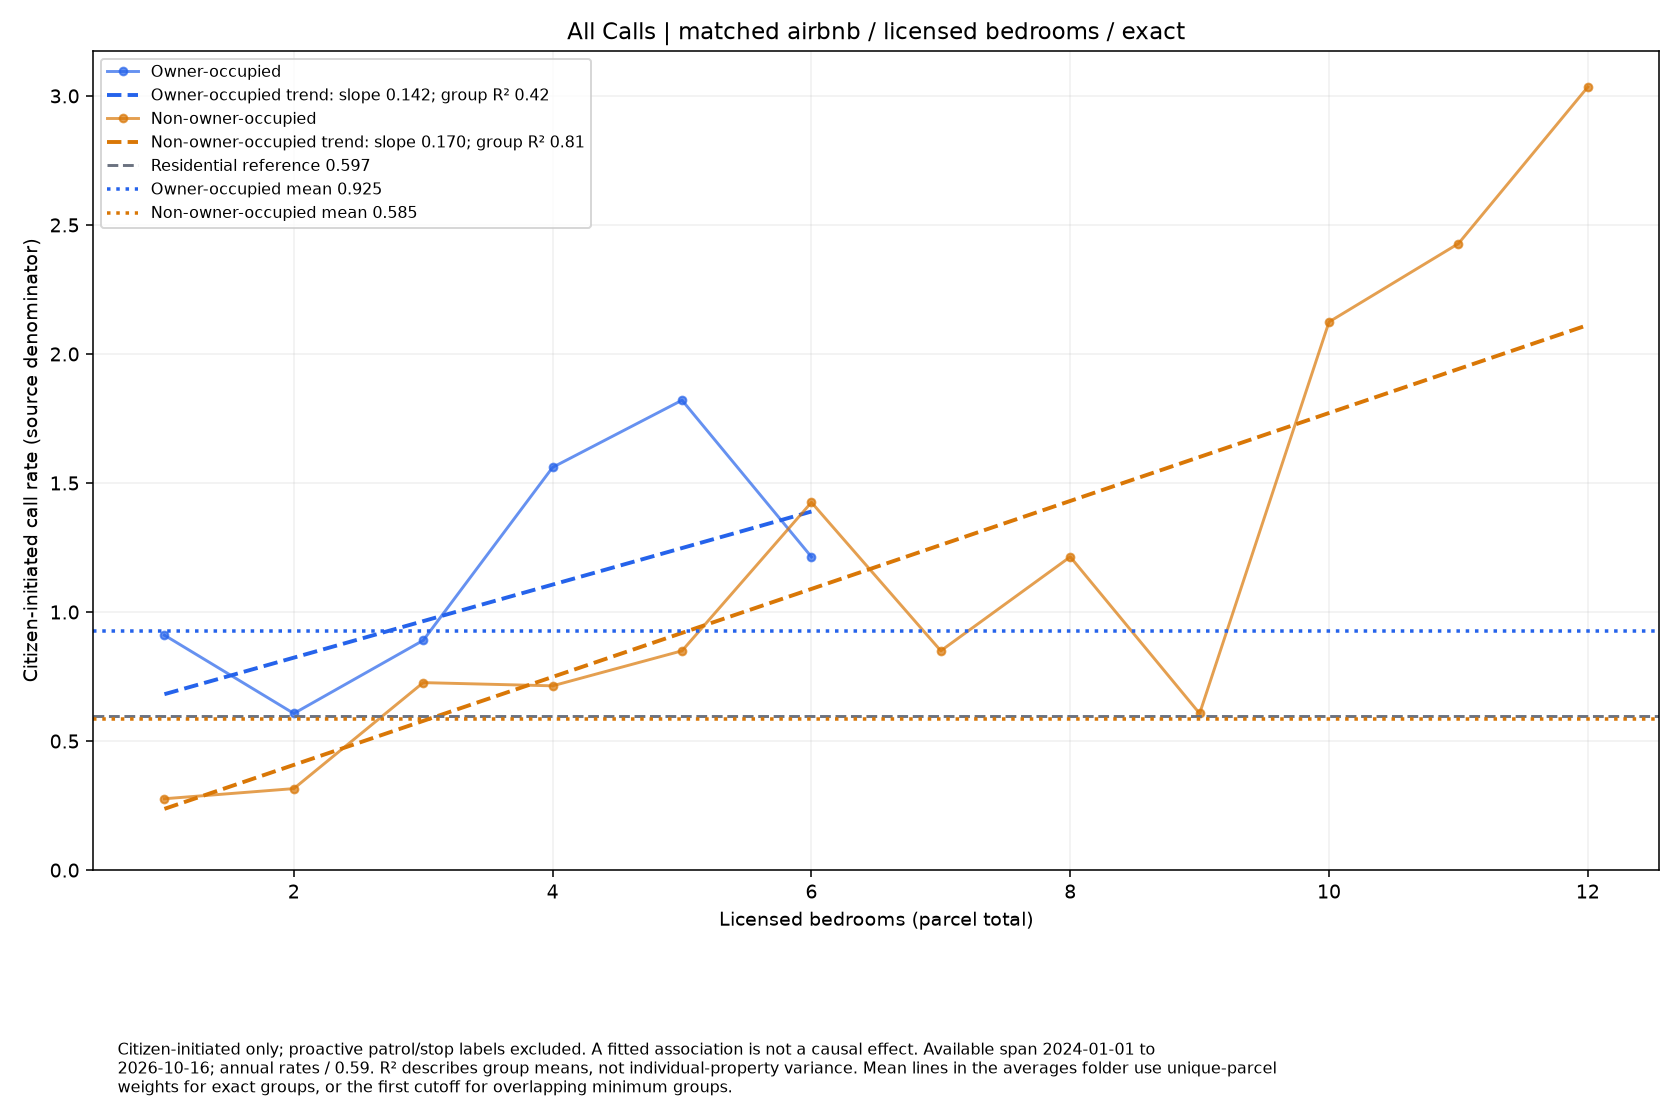 All Calls | matched airbnb / licensed bedrooms / exact
Owner-occupied
Owner-occupied trend: slope 0.142; group R² 0.42
Non-owner-occupied
Non-owner-occupied trend: slope 0.170; group R² 0.81
Residential reference 0.597
Owner-occupied mean 0.925
Non-owner-occupied mean 0.585
Citizen-initiated call rate (source denominator)
3.0
2.5
2.0
1.5
1.0
0.5
0.0
2 4 6 8 10 12
Licensed bedrooms (parcel total)
Citizen-initiated only; proactive patrol/stop labels excluded. A fitted association is not a causal effect. Available span 2024-01-01 to
2026-10-16; annual rates / 0.59. R² describes group means, not individual-property variance. Mean lines in the averages folder use unique-parcel
weights for exact groups, or the first cutoff for overlapping minimum groups.